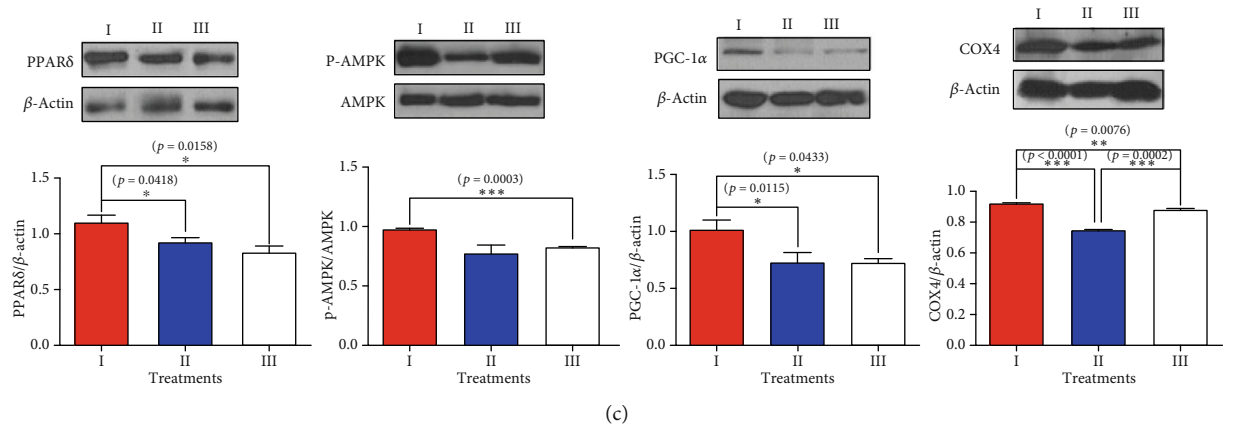 I II III
PPARδ
β-Actin
(p = 0.0158)
*
(p = 0.0418)
*
1.5
1.0
0.5
0.0
PPARδ/β-actin
I II III
Treatments
I II III
P-AMPK
AMPK
(p = 0.0003)
***
1.5
1.0
0.5
0.0
p-AMPK/AMPK
I II III
Treatments
I II III
PGC-1α
β-Actin
(p = 0.0433)
*
(p = 0.0115)
*
1.5
1.0
0.5
0.0
PGC-1α/β-actin
I II III
Treatments
I II III
COX4
β-Actin
(p = 0.0076)
**
(p < 0.0001) (p = 0.0002)
*** ***
1.0
0.8
0.6
0.4
0.2
0.0
COX4/β-actin
I II III
Treatments
(c)